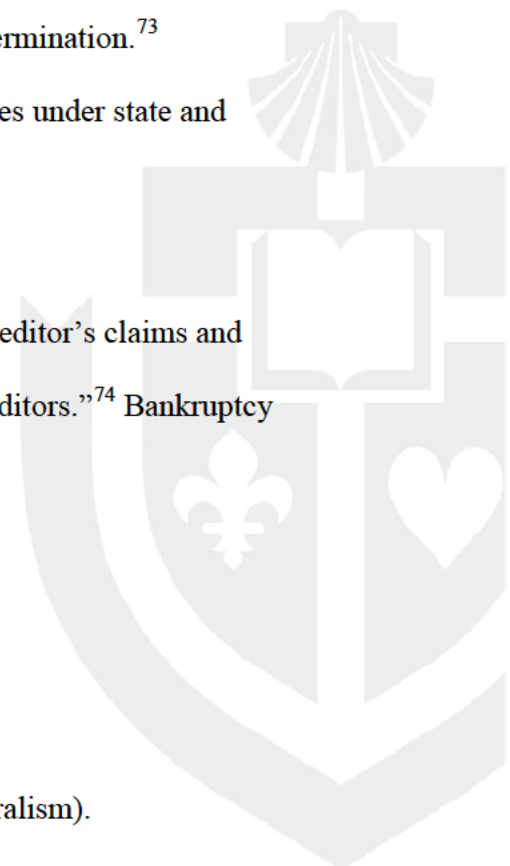 ermination.73
es under state and
editor's claims and
ditors.”74 Bankruptcy
ralism).